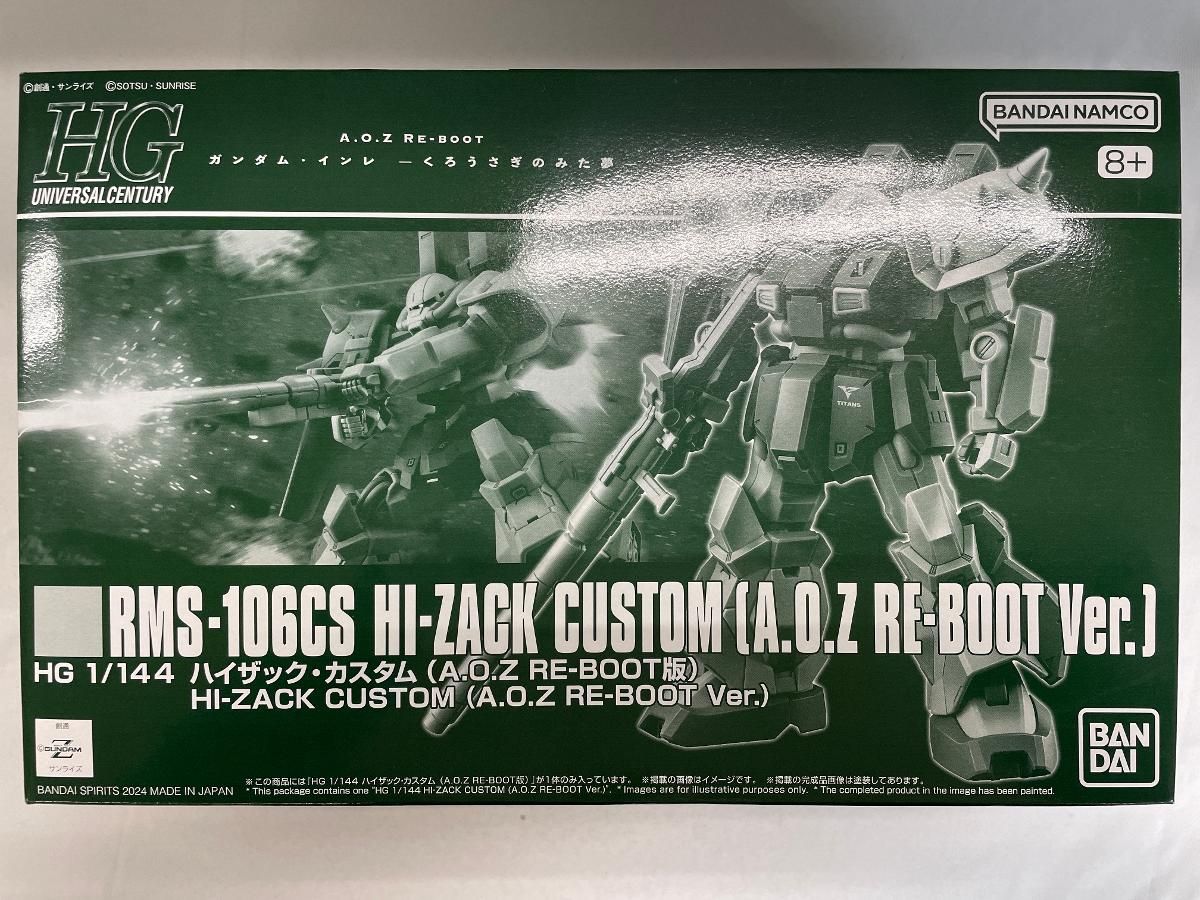 ©創通・サンライズ ©SOTSU・SUNRISE
HG
UNIVERSAL CENTURY
A.O.Z RE-BOOT
ガンダム・インレ ―くろうさぎのみた夢―
BANDAI NAMCO
8+
TITANS
RMS-106CS HI-ZACK CUSTOM (A.O.Z RE-BOOT Ver.)
HG 1/144 ハイザック・カスタム (A.O.Z RE-BOOT版)
HI-ZACK CUSTOM (A.O.Z RE-BOOT Ver.)
創通
©GUNDAM
Z
サンライズ
BAN
DAI
※この商品には「HG 1/144 ハイザック・カスタム (A.O.Z RE-BOOT版)」が1体のみ入っています。 ※掲載の画像はイメージです。 ※掲載の完成品画像は塗装してあります。
BANDAI SPIRITS 2024 MADE IN JAPAN
* This package contains one "HG 1/144 HI-ZACK CUSTOM (A.O.Z RE-BOOT Ver.)". * Images are for illustrative purposes only. * The completed product in the image has been painted.